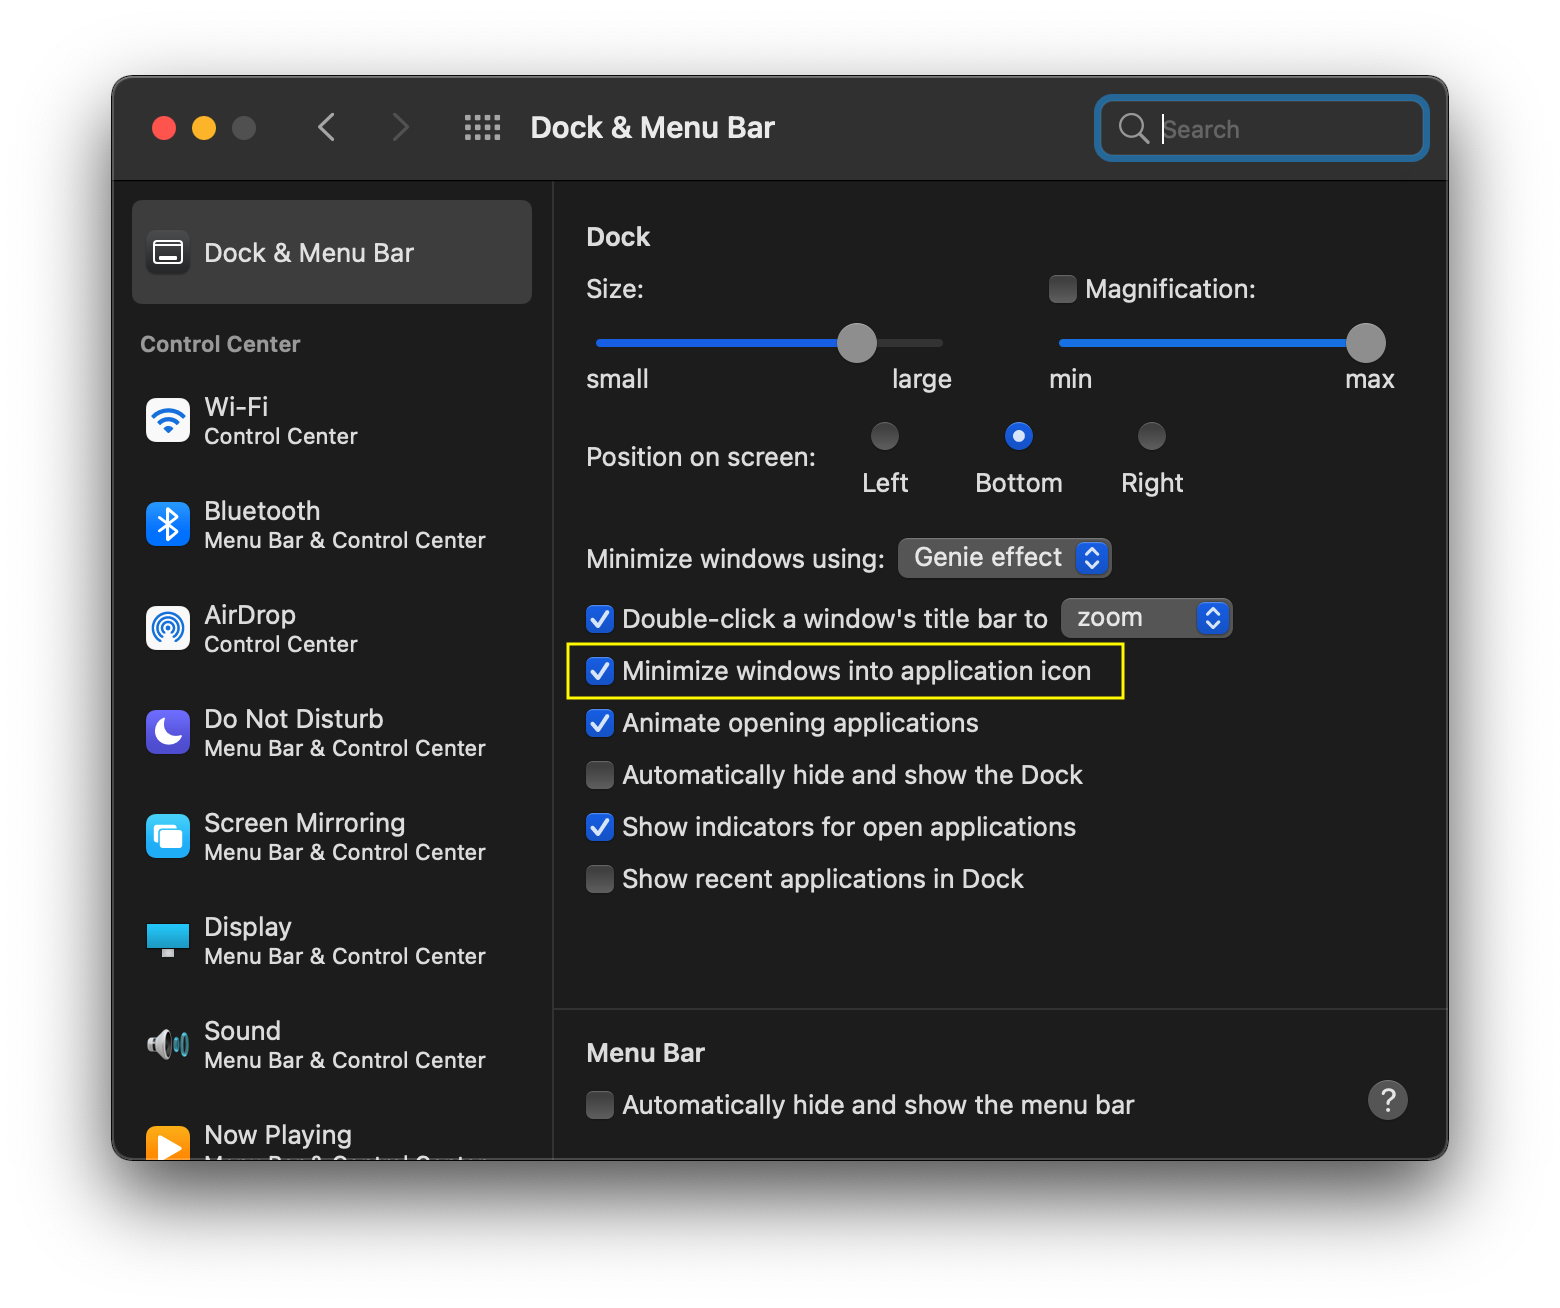 Dock & Menu Bar
Search
Dock & Menu Bar
Control Center
Wi-Fi
Control Center
Bluetooth
Menu Bar & Control Center
AirDrop
Control Center
Do Not Disturb
Menu Bar & Control Center
Screen Mirroring
Menu Bar & Control Center
Display
Menu Bar & Control Center
Sound
Menu Bar & Control Center
Now Playing
Menu Bar & Control Center
Dock
Size:
Magnification:
small large
min max
Position on screen:
Left Bottom Right
Minimize windows using: Genie effect
Double-click a window's title bar to zoom
Minimize windows into application icon
Animate opening applications
Automatically hide and show the Dock
Show indicators for open applications
Show recent applications in Dock
Menu Bar
Automatically hide and show the menu bar
?